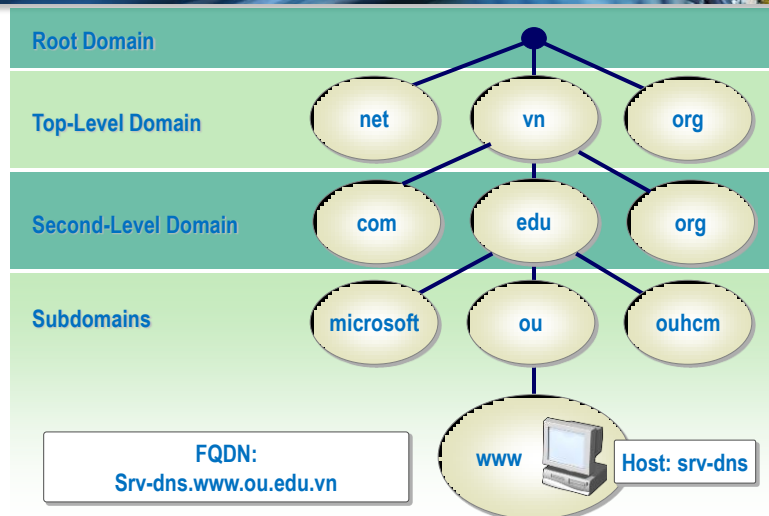 Root Domain
Top-Level Domain
net
vn
org
Second-Level Domain
com
edu
org
Subdomains
microsoft
ou
ouhcm
www
Host: srv-dns
FQDN:
Srv-dns.www.ou.edu.vn